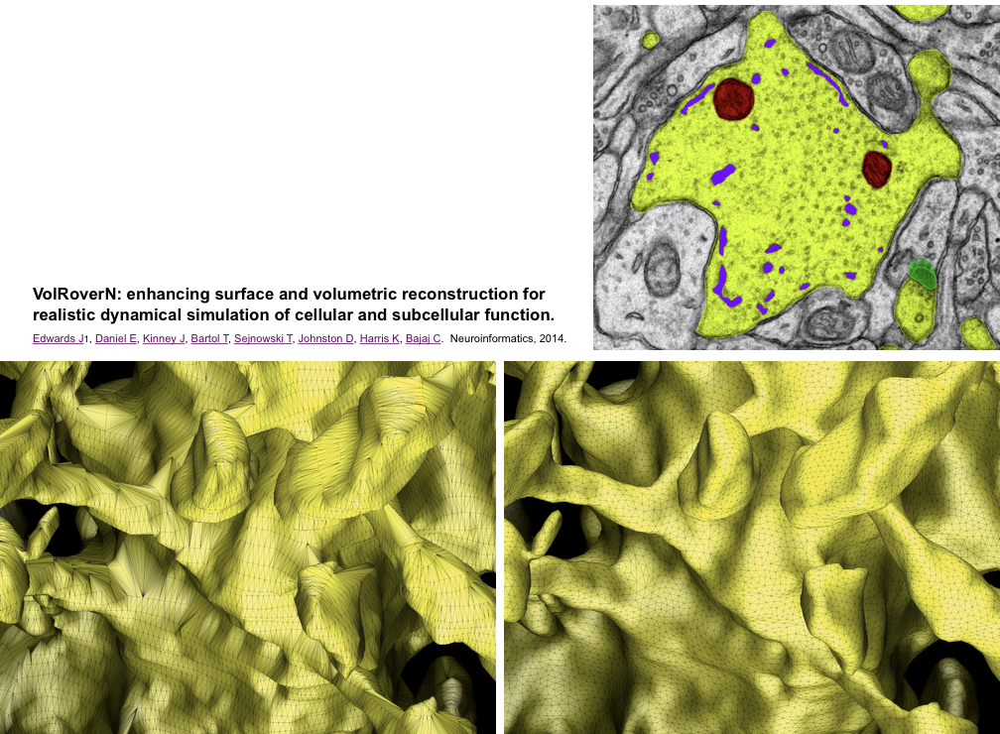 VolRoverN: enhancing surface and volumetric reconstruction for
realistic dynamical simulation of cellular and subcellular function.
Edwards J1, Daniel E, Kinney J, Bartol T, Sejnowski T, Johnston D, Harris K, Bajaj C.  Neuroinformatics, 2014.